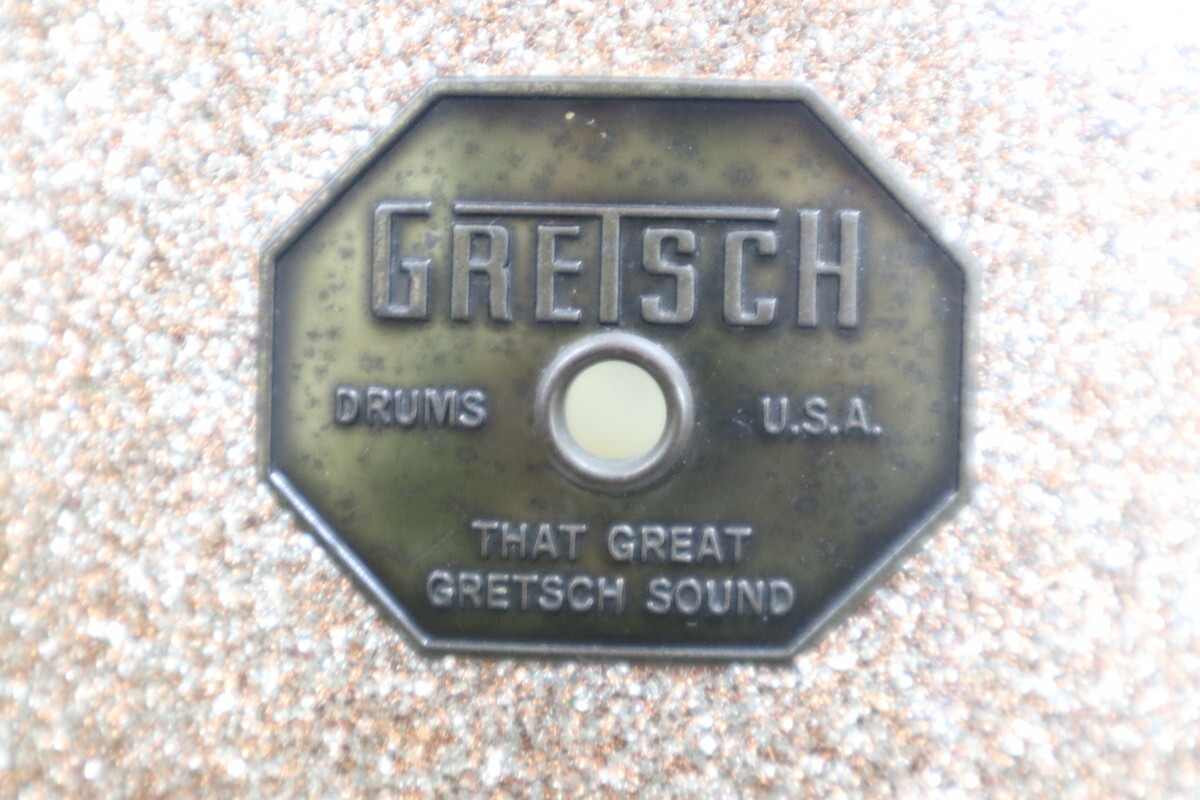 GRETSCH
DRUMS U.S.A.
THAT GREAT
GRETSCH SOUND